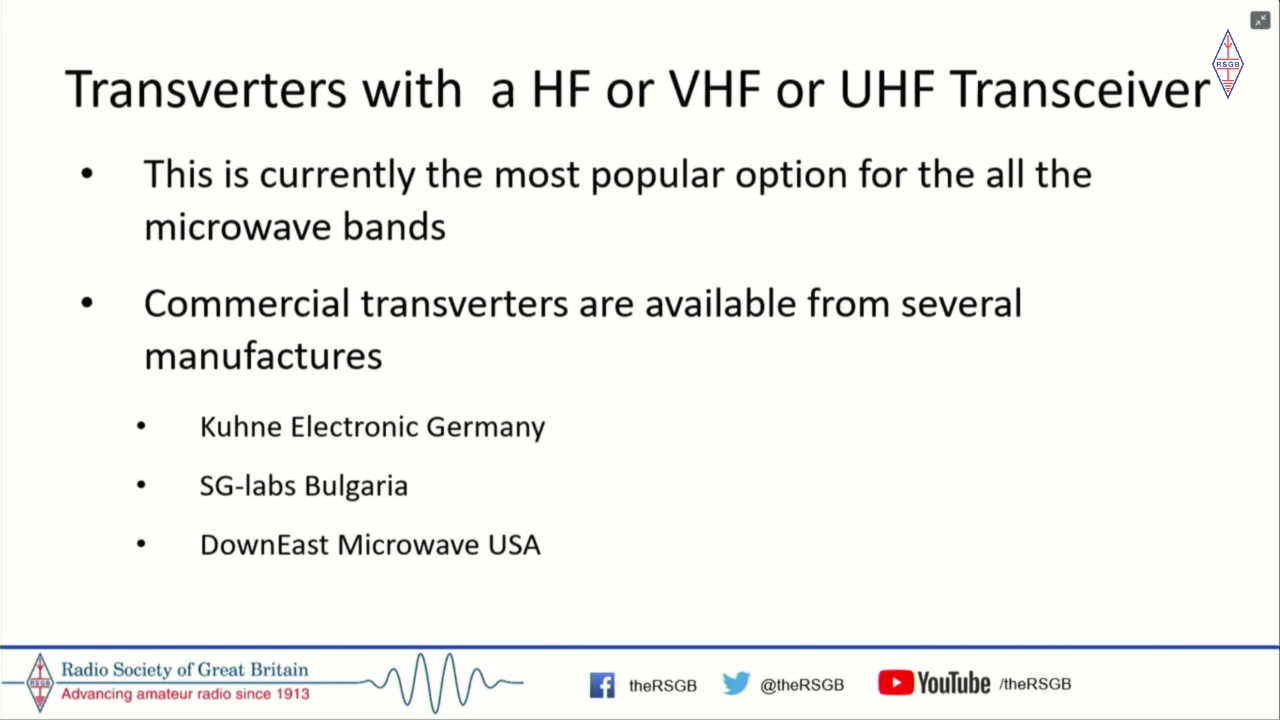 Transverters with  a HF or VHF or UHF Transceiver
RSGB
• This is currently the most popular option for the all the
microwave bands
• Commercial transverters are available from several
manufactures
• Kuhne Electronic Germany
• SG-labs Bulgaria
• DownEast Microwave USA
RSGB
Radio Society of Great Britain
Advancing amateur radio since 1913
theRSGB
@theRSGB
YouTube /theRSGB